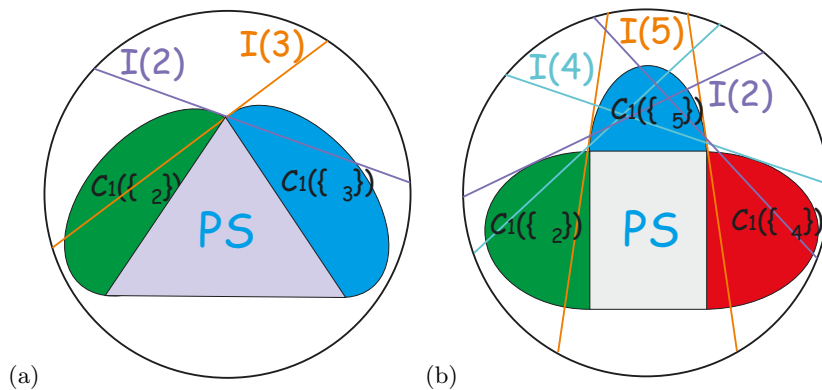 I(2) I(3)
C1({ 2}) C1({ 3})
PS
(a)
I(5)
I(4) I(2)
C1({ 5})
C1({ 2}) PS C1({ 4})
(b)